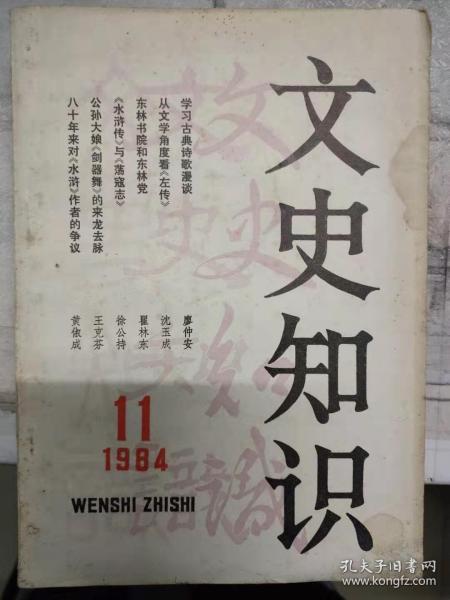 文史知识
学习古典诗歌漫谈
廖仲安
从文学角度看《左传》
沈玉成
东林书院和东林党
瞿林东
《水浒传》与《荡寇志》
徐公持
公孙大娘《剑器舞》的来龙去脉
王克芬
八十年来对《水浒》作者的争议
黄俶成
11
1984
WENSHI ZHISHI
孔夫子旧书网
www.kongfz.com